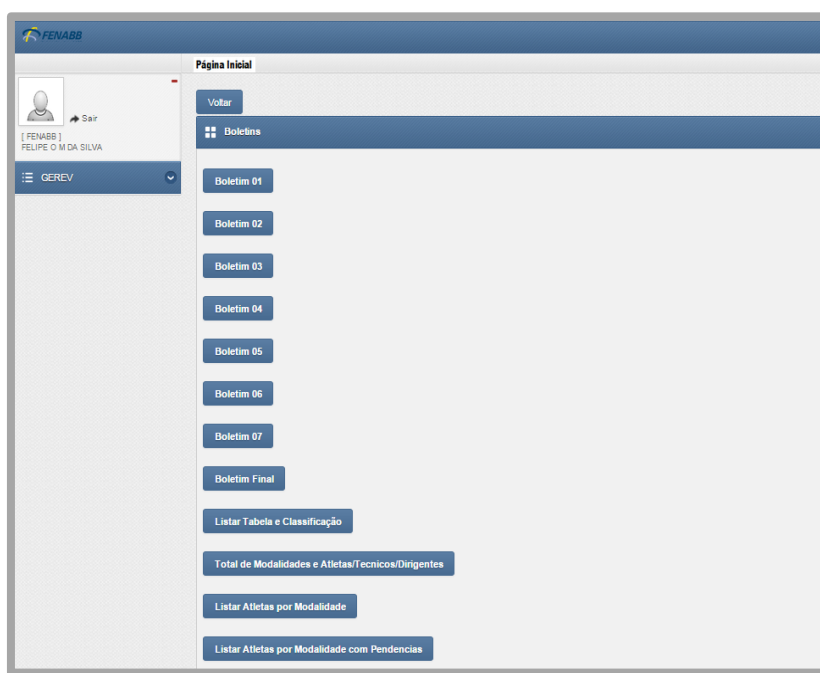 FENABB
Página Inicial
Sair
[ FENABB ]
FELIPE O M DA SILVA
GEREV
Voltar
Boletins
Boletim 01
Boletim 02
Boletim 03
Boletim 04
Boletim 05
Boletim 06
Boletim 07
Boletim Final
Listar Tabela e Classificação
Total de Modalidades e Atletas/Tecnicos/Dirigentes
Listar Atletas por Modalidade
Listar Atletas por Modalidade com Pendencias